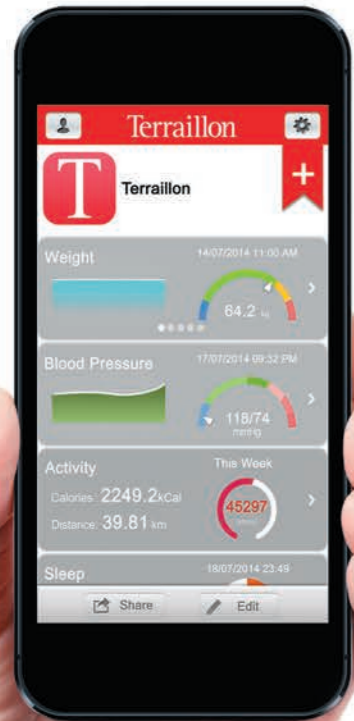 Terraillon
T
Terraillon
+
Weight
14/07/2014 11:00 AM
64.2 kg
Blood Pressure
17/07/2014 09:32 PM
118/74
mmHg
Activity
This Week
Calories: 2249.2kCal
45297
Distance: 39.81 km
Sleep
18/07/2014 23:49
Share
Edit